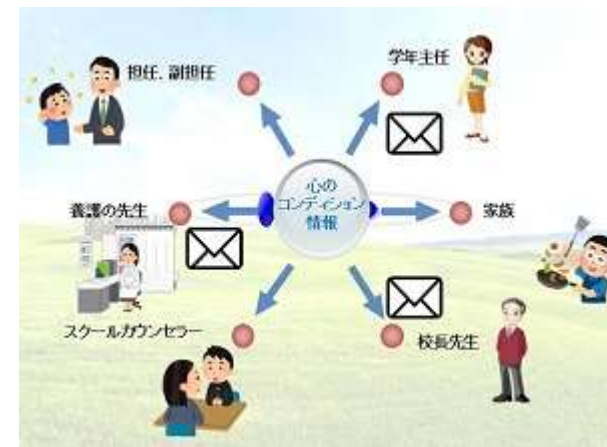 担任、副担任
学年主任
心の
コンディション
情報
養護の先生
家族
スクールカウンセラー
校長先生